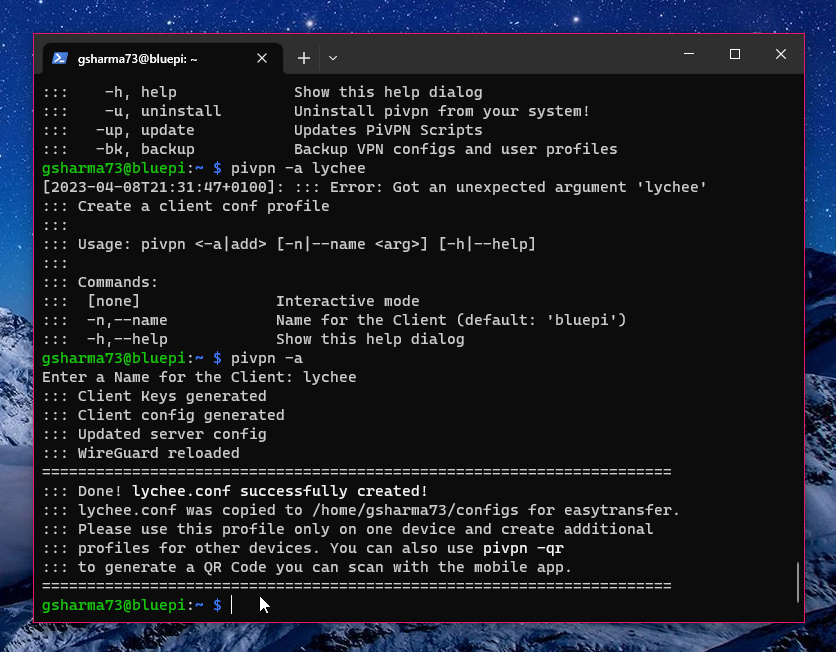 gsharma73@bluepi: ~
::: -h, help Show this help dialog
::: -u, uninstall Uninstall pivpn from your system!
::: -up, update Updates PiVPN Scripts
::: -bk, backup Backup VPN configs and user profiles
gsharma73@bluepi:~ $ pivpn -a lychee
[2023-04-08T21:31:47+0100]: ::: Error: Got an unexpected argument 'lychee'
::: Create a client conf profile
:::
::: Usage: pivpn <-a|add> [-n|--name <arg>] [-h|--help]
:::
::: Commands:
::: [none] Interactive mode
::: -n,--name Name for the Client (default: 'bluepi')
::: -h,--help Show this help dialog
gsharma73@bluepi:~ $ pivpn -a
Enter a Name for the Client: lychee
::: Client Keys generated
::: Client config generated
::: Updated server config
::: WireGuard reloaded
======================================================================
::: Done! lychee.conf successfully created!
::: lychee.conf was copied to /home/gsharma73/configs for easytransfer.
::: Please use this profile only on one device and create additional
::: profiles for other devices. You can also use pivpn -qr
::: to generate a QR Code you can scan with the mobile app.
======================================================================
gsharma73@bluepi:~ $